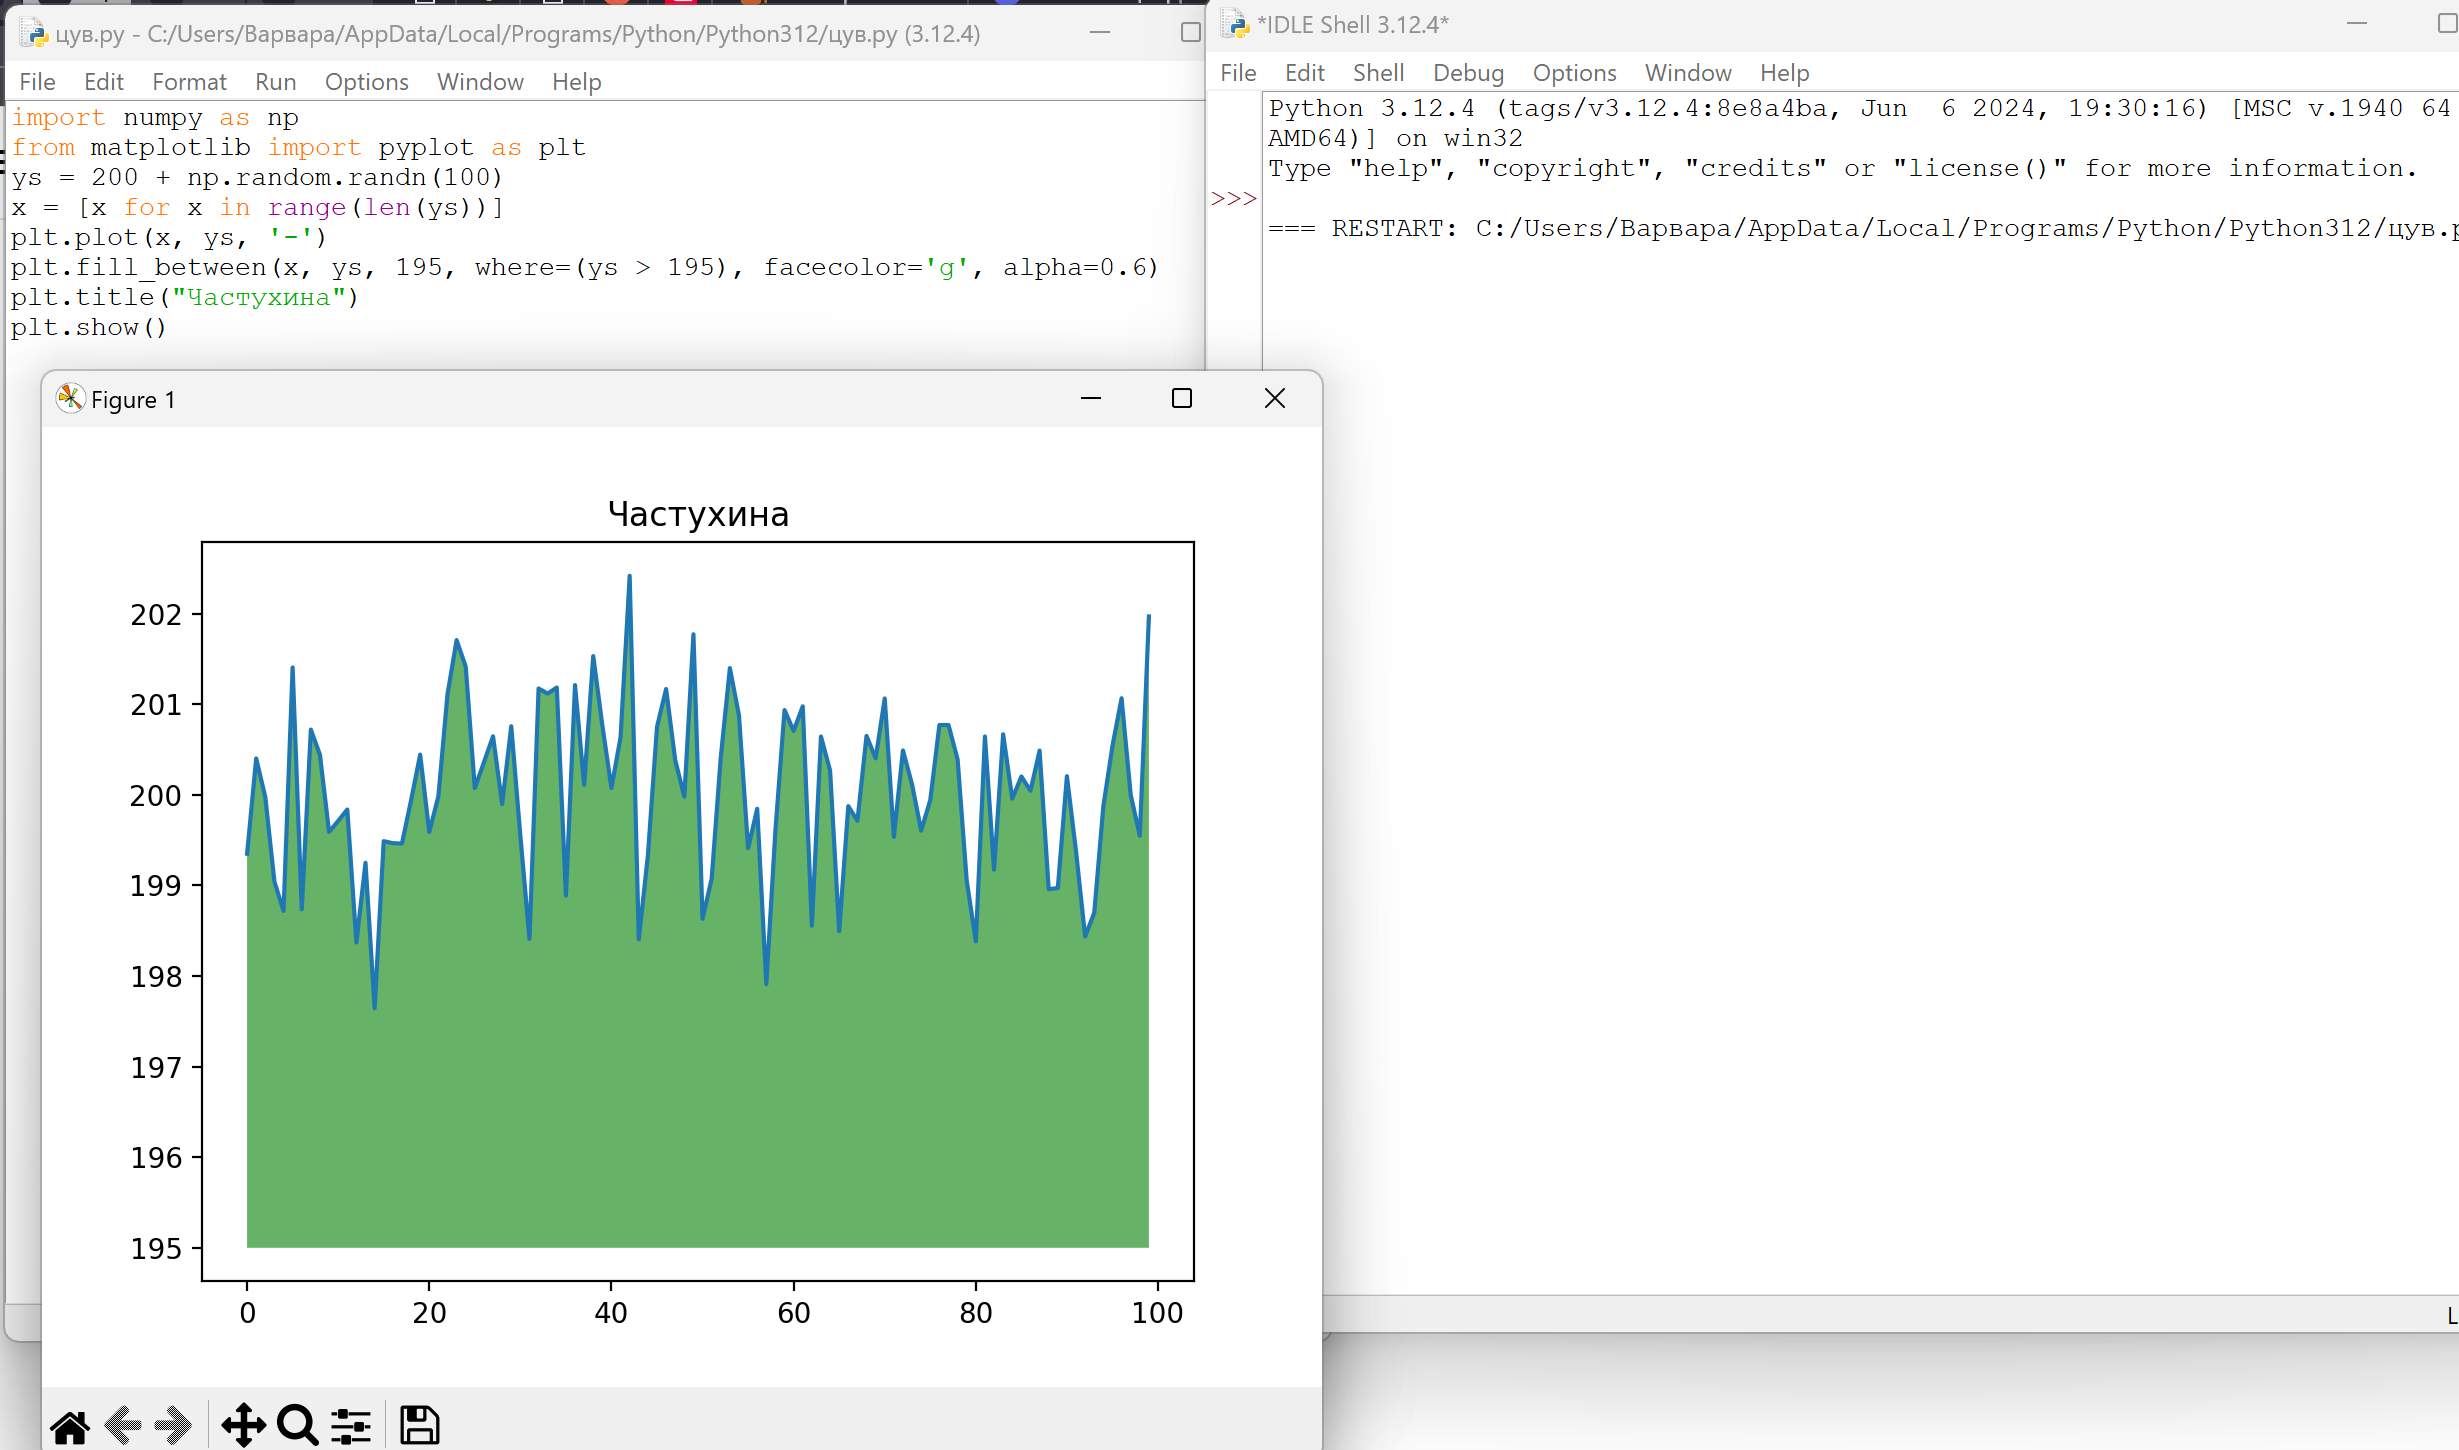 цув.py - C:/Users/Варвара/AppData/Local/Programs/Python/Python312/цув.py (3.12.4)
File Edit Format Run Options Window Help
import numpy as np
from matplotlib import pyplot as plt
ys = 200 + np.random.randn(100)
x = [x for x in range(len(ys))]
plt.plot(x, ys, '-')
plt.fill_between(x, ys, 195, where=(ys > 195), facecolor='g', alpha=0.6)
plt.title("Частухина")
plt.show()
*IDLE Shell 3.12.4*
File Edit Shell Debug Options Window Help
Python 3.12.4 (tags/v3.12.4:8e8a4ba, Jun  6 2024, 19:30:16) [MSC v.1940 64
AMD64)] on win32
Type "help", "copyright", "credits" or "license()" for more information.
>>>
=== RESTART: C:/Users/Варвара/AppData/Local/Programs/Python/Python312/цув.p
Figure 1
Частухина
202
201
200
199
198
197
196
195
0 20 40 60 80 100
L